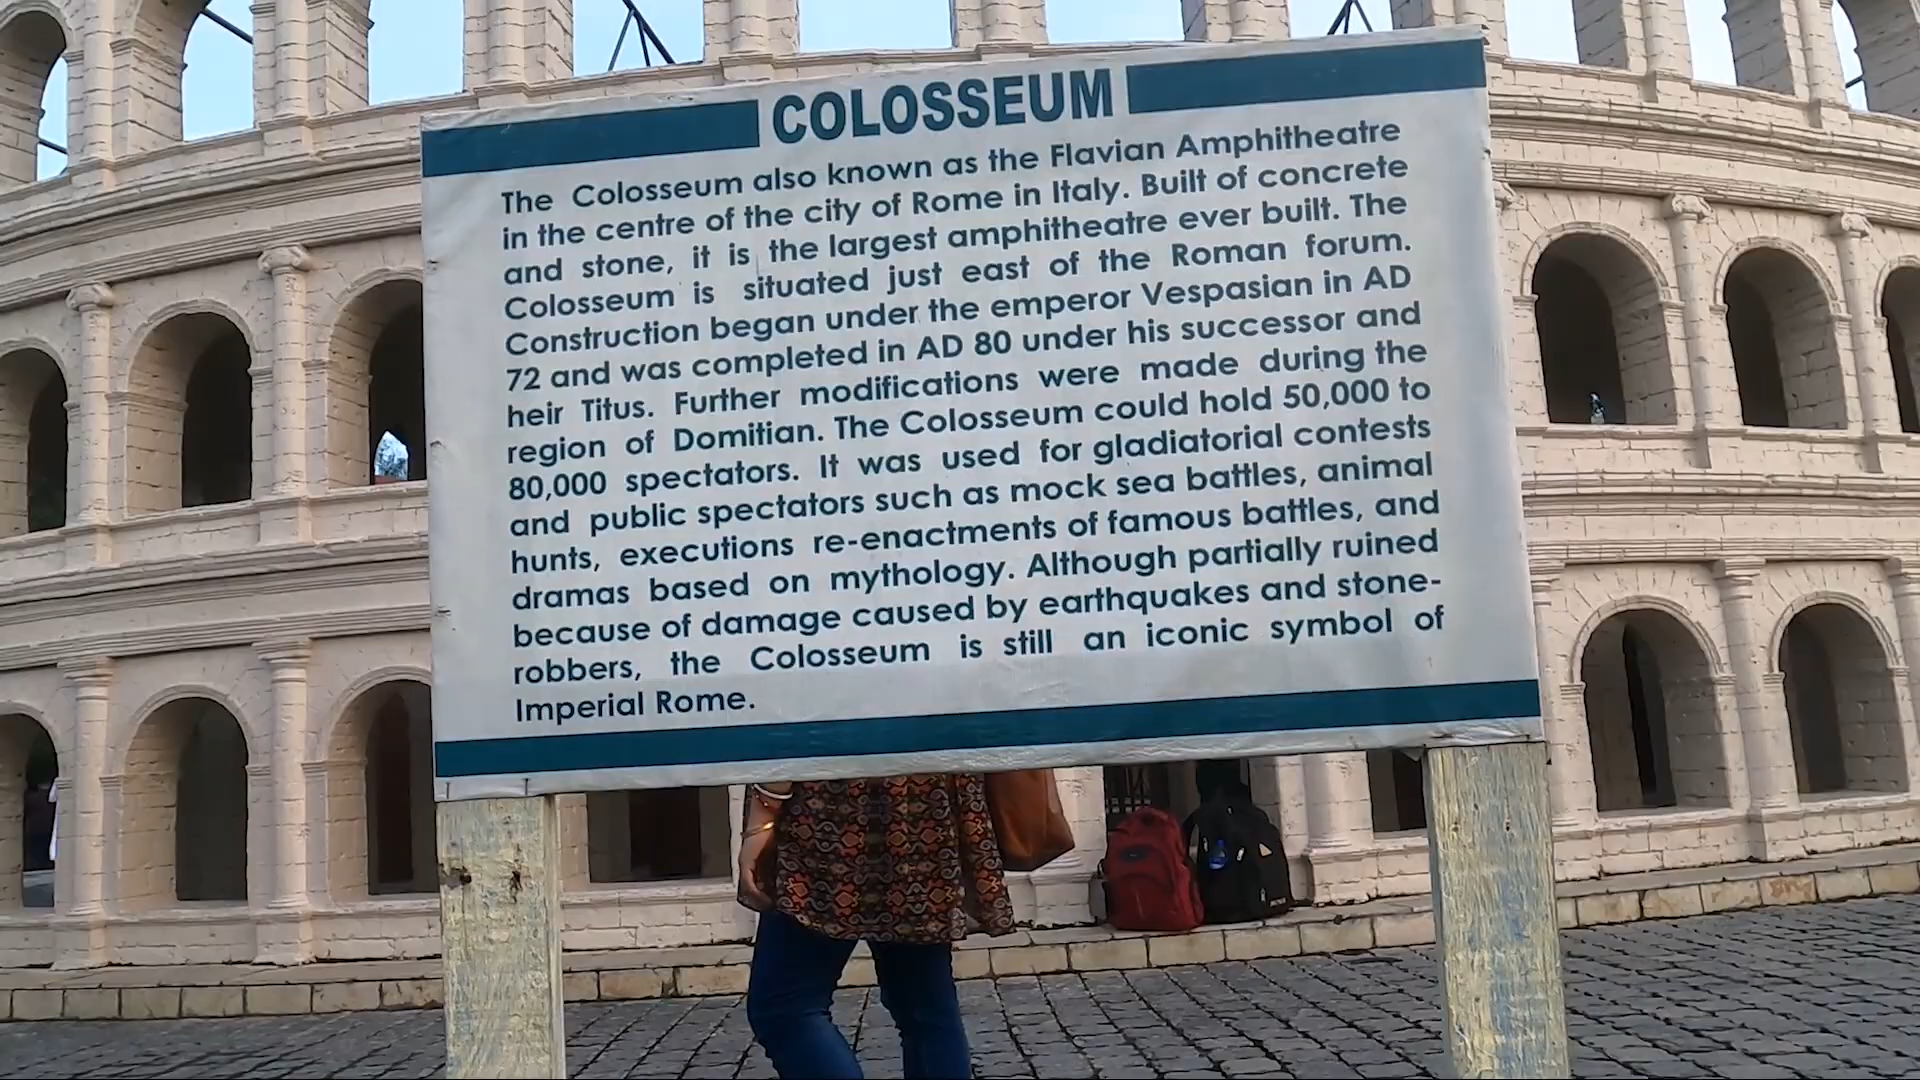 COLOSSEUM
The Colosseum also known as the Flavian Amphitheatre
in the centre of the city of Rome in Italy. Built of concrete
and stone, it is the largest amphitheatre ever built. The
Colosseum is situated just east of the Roman forum.
Construction began under the emperor Vespasian in AD
72 and was completed in AD 80 under his successor and
heir Titus. Further modifications were made during the
region of Domitian. The Colosseum could hold 50,000 to
80,000 spectators. It was used for gladiatorial contests
and public spectators such as mock sea battles, animal
hunts, executions re-enactments of famous battles, and
dramas based on mythology. Although partially ruined
because of damage caused by earthquakes and stone-
robbers, the Colosseum is still an iconic symbol of
Imperial Rome.